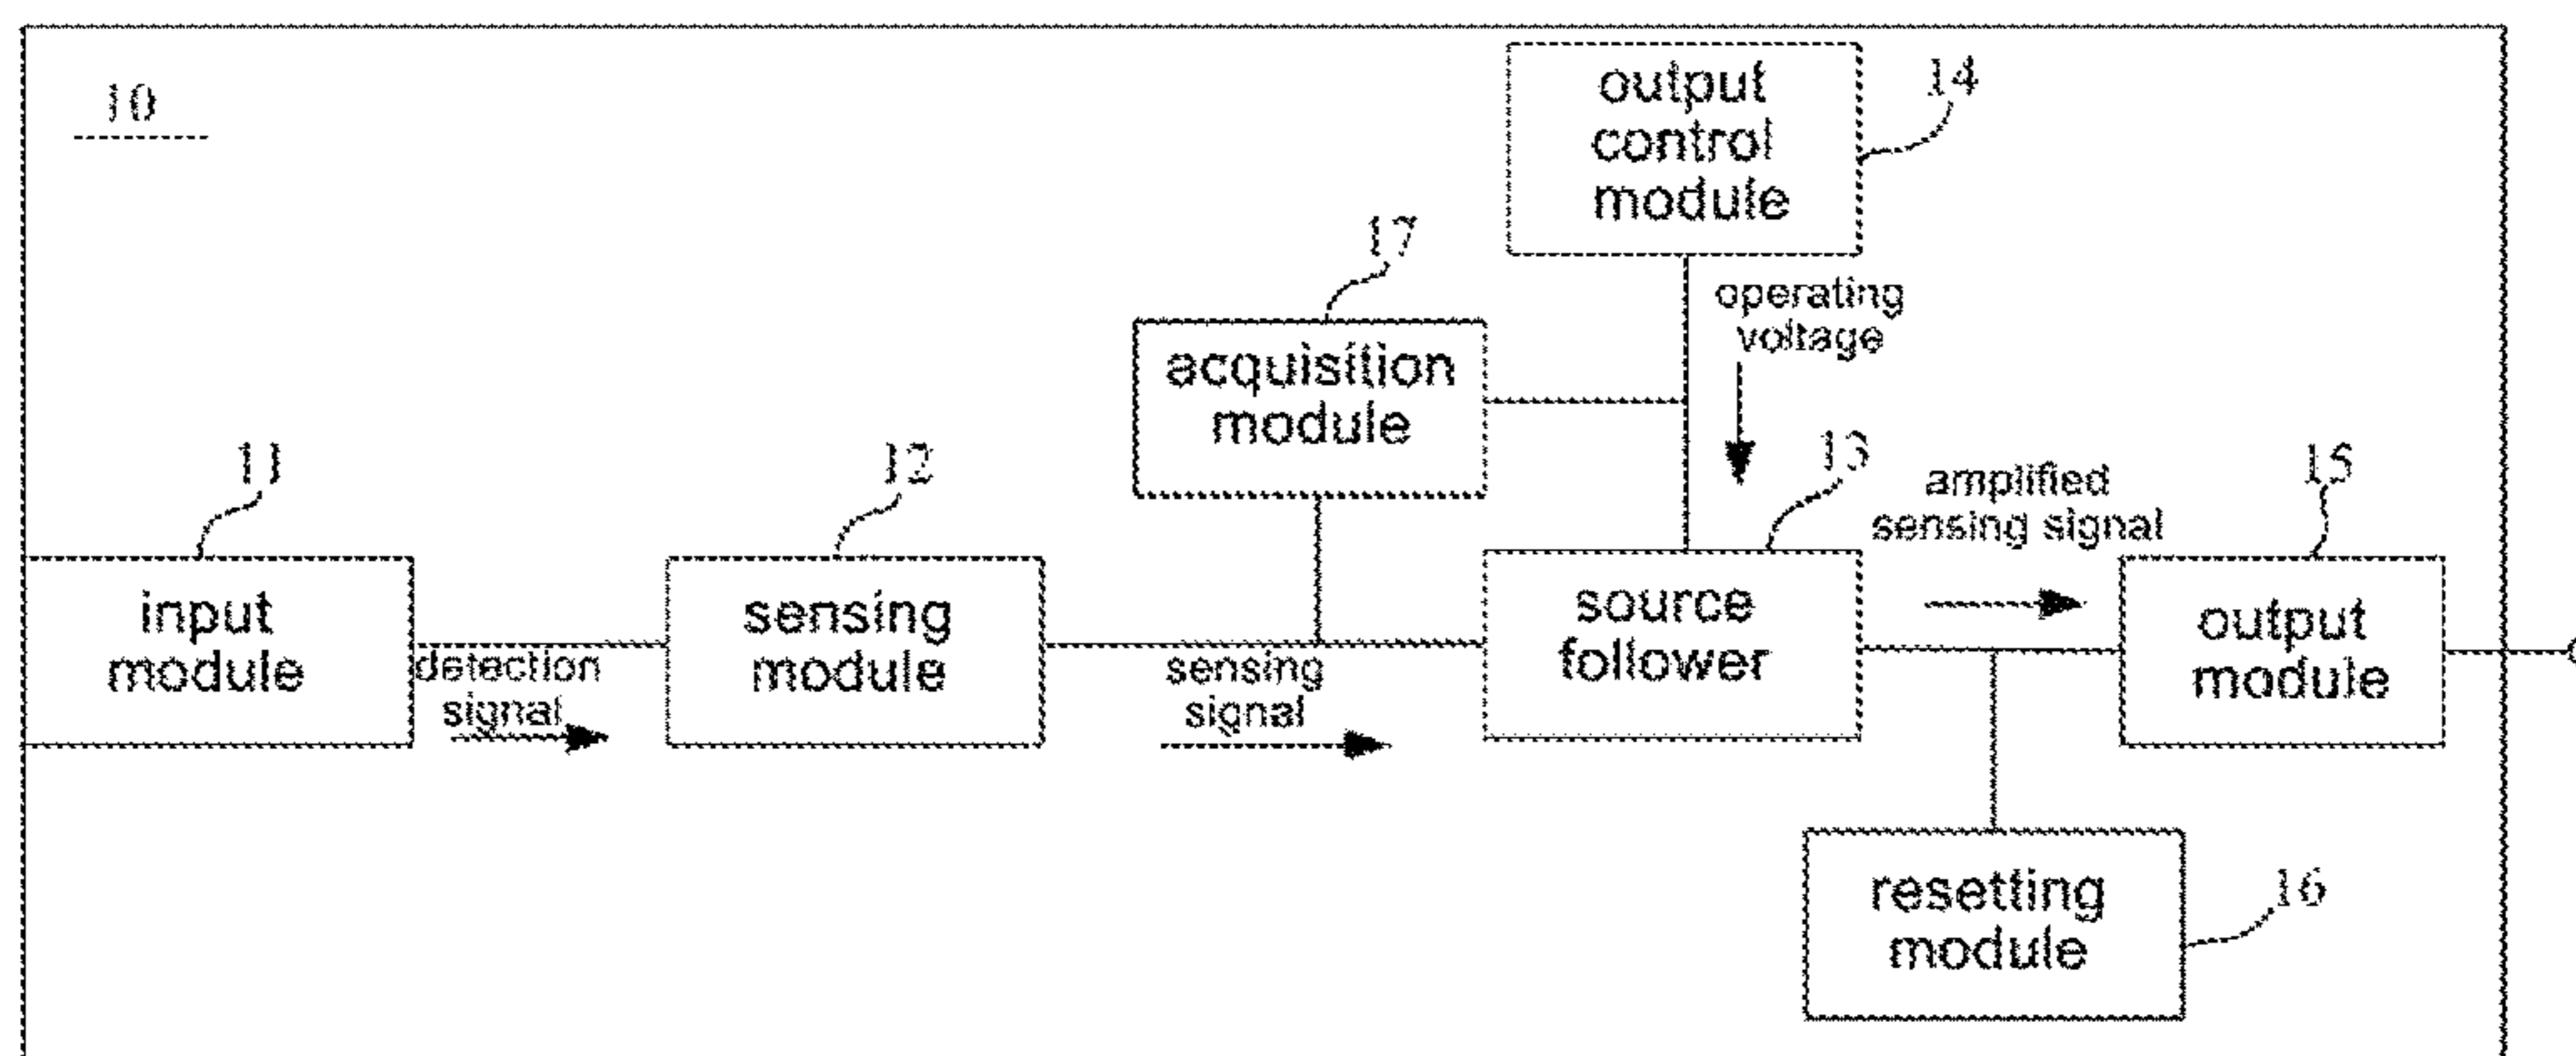 10
output
control
module
14
17
operating
voltage
acquisition
module
11
12
13
amplified
sensing signal
15
input
module
detection
signal
sensing
module
sensing
signal
source
follower
output
module
resetting
module
16